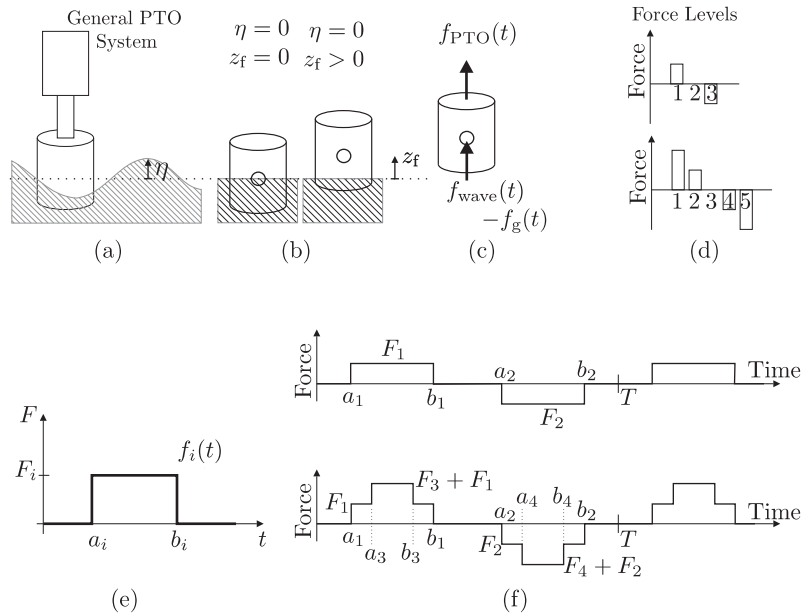 General PTO
System
η
(a)
η = 0 η = 0
z_f = 0 z_f > 0
z_f
(b)
f_PTO(t)
f_wave(t)
−f_g(t)
(c)
Force Levels
Force
1 2 3
Force
1 2 3 4 5
(d)
F
F_i
f_i(t)
a_i b_i t
(e)
Force
F_1
a_1 b_1
a_2 b_2
F_2
T
Time
Force
F_1
F_3 + F_1
a_1 b_1
a_3 b_3
a_2 a_4 b_4 b_2
F_2
F_4 + F_2
T
Time
(f)